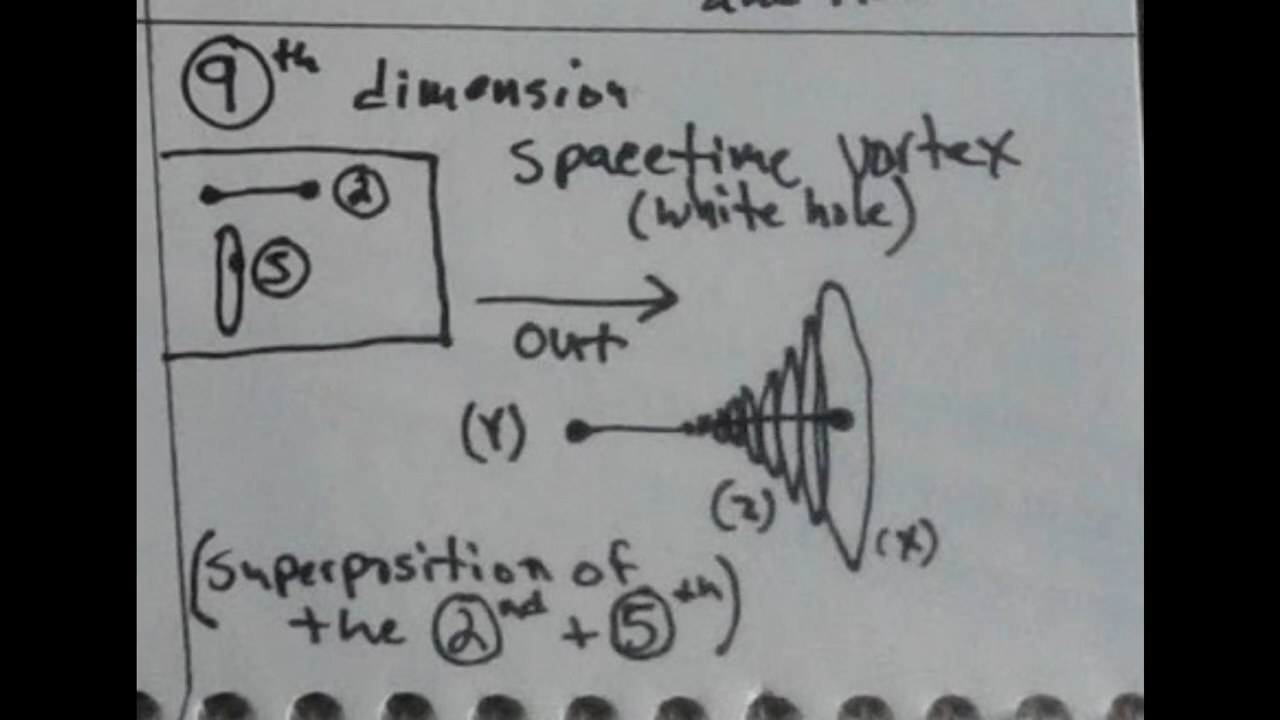 9th dimension
spacetime vortex
(white hole)
2
5
out
(Y)
(Z)
(X)
(superposition of
the 2nd + 5th)